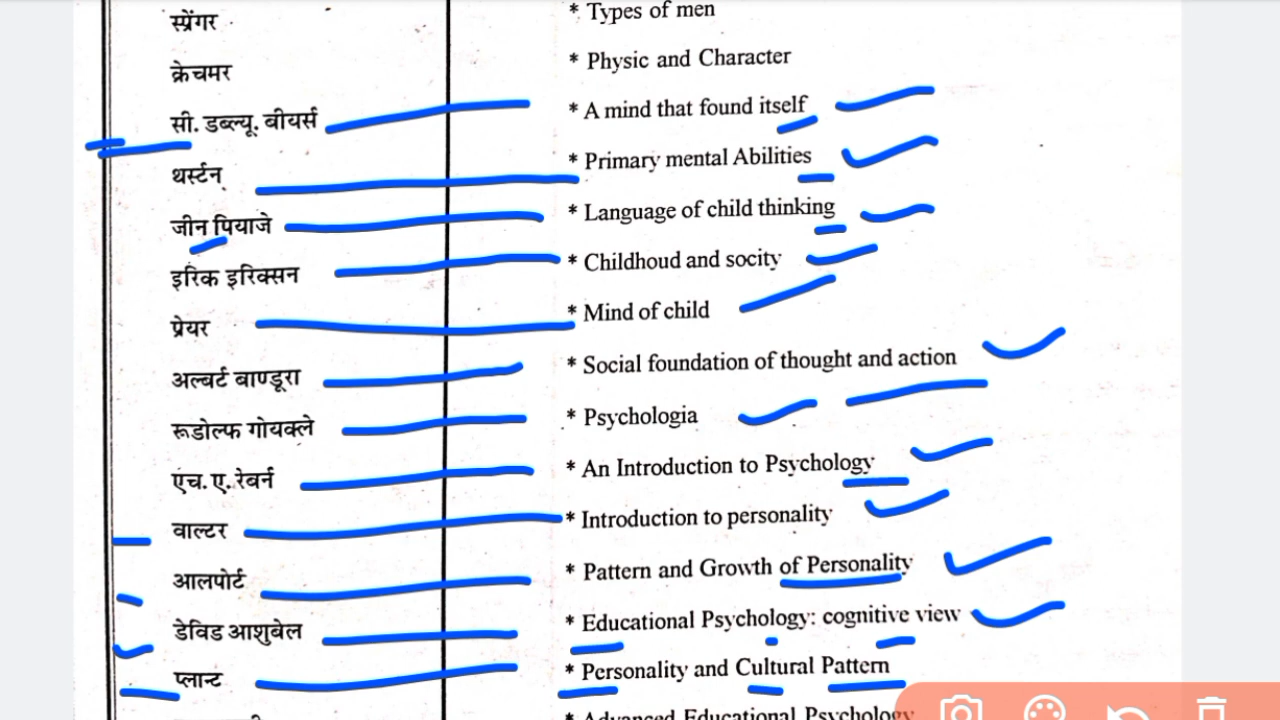 स्प्रेंगर * Types of men
क्रेचमर * Physic and Character
सी. डब्ल्यू. बीयर्स * A mind that found itself
थर्स्टन * Primary mental Abilities
जीन पियाजे * Language of child thinking
इरिक इरिक्सन * Childhoud and socity
प्रेयर * Mind of child
अल्बर्ट बाण्डूरा * Social foundation of thought and action
रूडोल्फ गोयक्ले * Psychologia
एच. ए. रेबर्न * An Introduction to Psychology
वाल्टर * Introduction to personality
आलपोर्ट * Pattern and Growth of Personality
डेविड आशुबेल * Educational Psychology: cognitive view
प्लान्ट * Personality and Cultural Pattern
* Advanced Educational Psychology